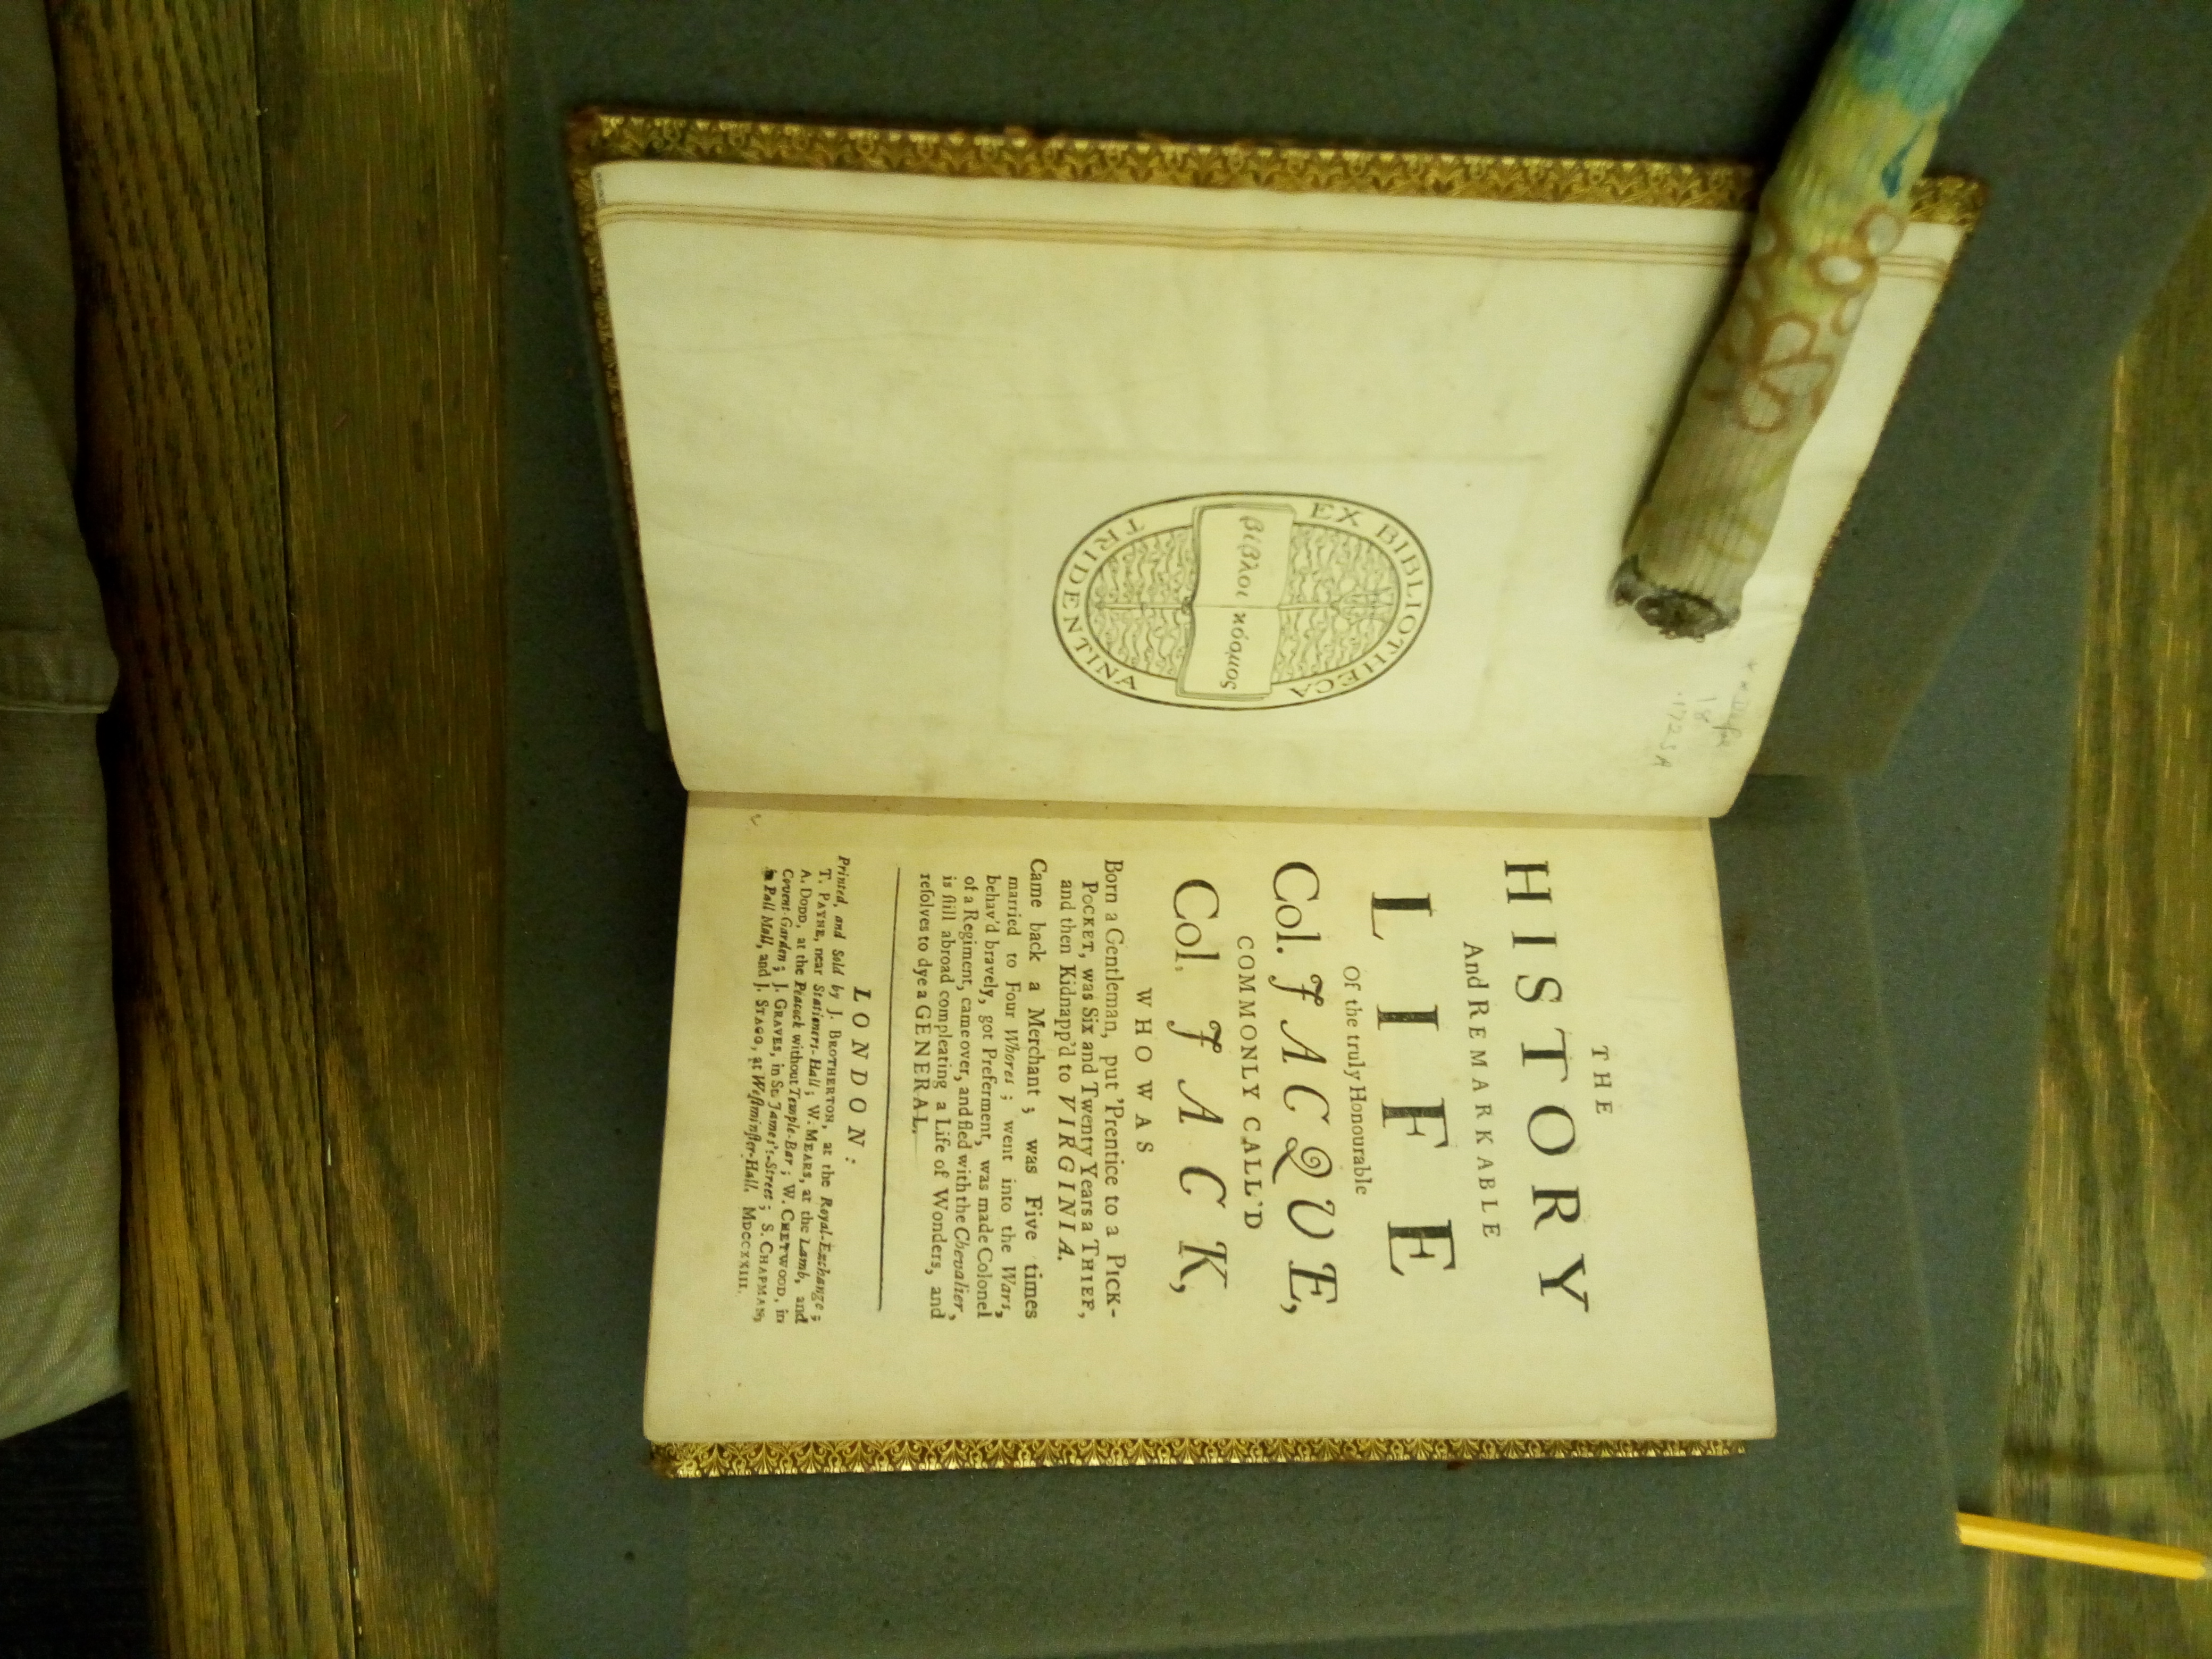 EX BIBLIOTHECA
βίβλοι κόσμος
TRIDENTINA
18
1723A
THE
HISTORY
And REMARKABLE
LIFE
Of the truly Honourable
Col. JACQUE,
COMMONLY CALL'D
Col. JACK,
WHO WAS
Born a Gentleman, put 'Prentice to a PICK-
POCKET, was Six and Twenty Years a THIEF,
and then Kidnapp'd to VIRGINIA.
Came back a Merchant; was Five times
married to Four Whores; went into the Wars,
behav'd bravely, got Preferment, was made Colonel
of a Regiment, came over, and fled with the Chevalier,
is ſtill abroad compleating a Life of Wonders, and
reſolves to dye a GENERAL.
LONDON:
Printed, and Sold by J. BROTHERTON, at the Royal-Exchange;
T. PAYNE, near Stationers-Hall; W. MEARS, at the Lamb, and
A. DODD, at the Peacock without Temple-Bar; W. CHETWOOD, in
Covent-Garden; J. GRAVES, in St. James's-Street; S. CHAPMAN,
in Pall Mall, and J. STAGG, at Weſtminſter-Hall. MDCCXXIII.